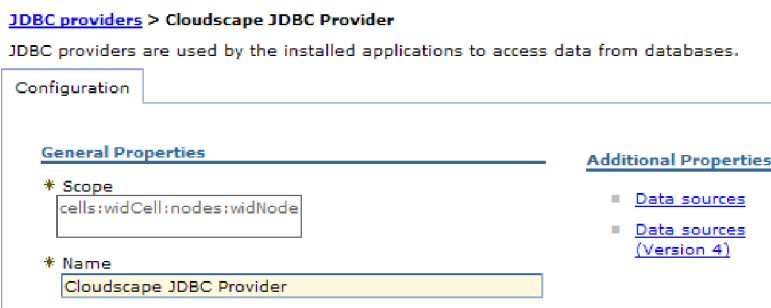 JDBC providers > Cloudscape JDBC Provider
JDBC providers are used by the installed applications to access data from databases.
Configuration
General Properties
* Scope
cells:widCell:nodes:widNode
* Name
Cloudscape JDBC Provider
Additional Properties
Data sources
Data sources
(Version 4)